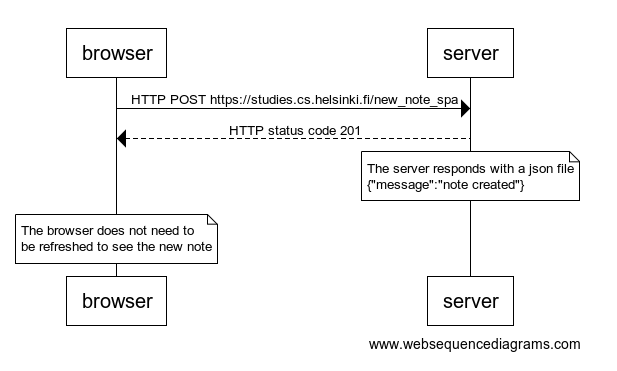 browser
server
HTTP POST https://studies.cs.helsinki.fi/new_note_spa
HTTP status code 201
The server responds with a json file
{"message":"note created"}
The browser does not need to
be refreshed to see the new note
browser
server
www.websequencediagrams.com